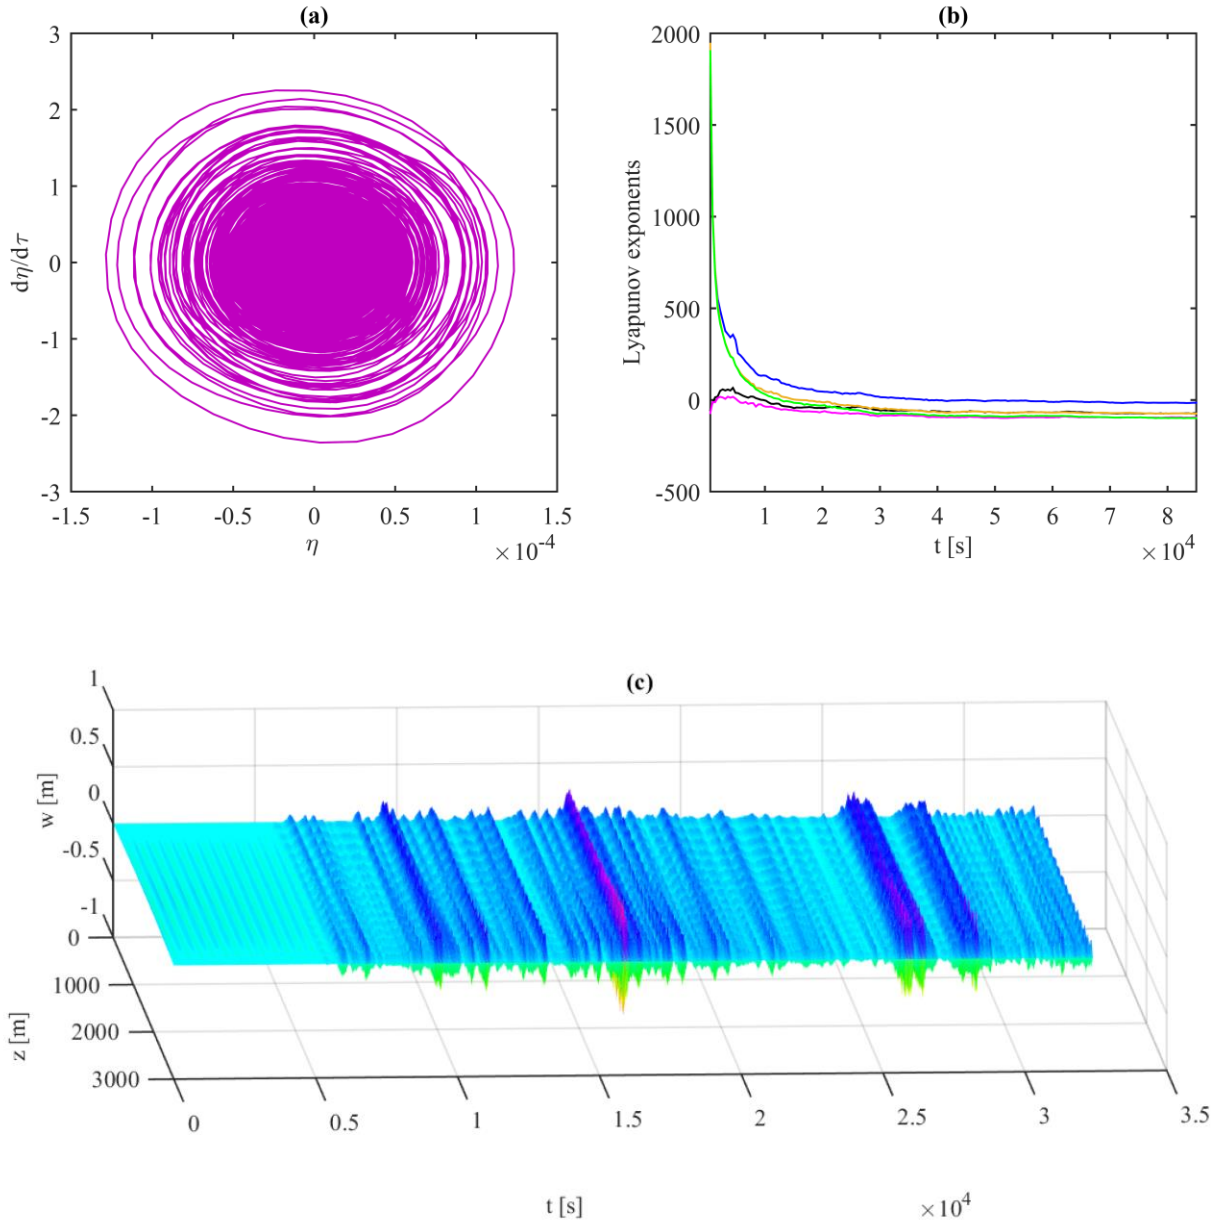 (a)
3
2
1
0
-1
-2
-3
dη/dτ
-1.5 -1 -0.5 0 0.5 1 1.5
η
×10⁻⁴
(b)
2000
1500
1000
500
0
-500
Lyapunov exponents
1 2 3 4 5 6 7 8
t [s]
×10⁴
(c)
1
0.5
0
-0.5
-1
w [m]
0
1000
2000
3000
z [m]
0 0.5 1 1.5 2 2.5 3 3.5
t [s]
×10⁴